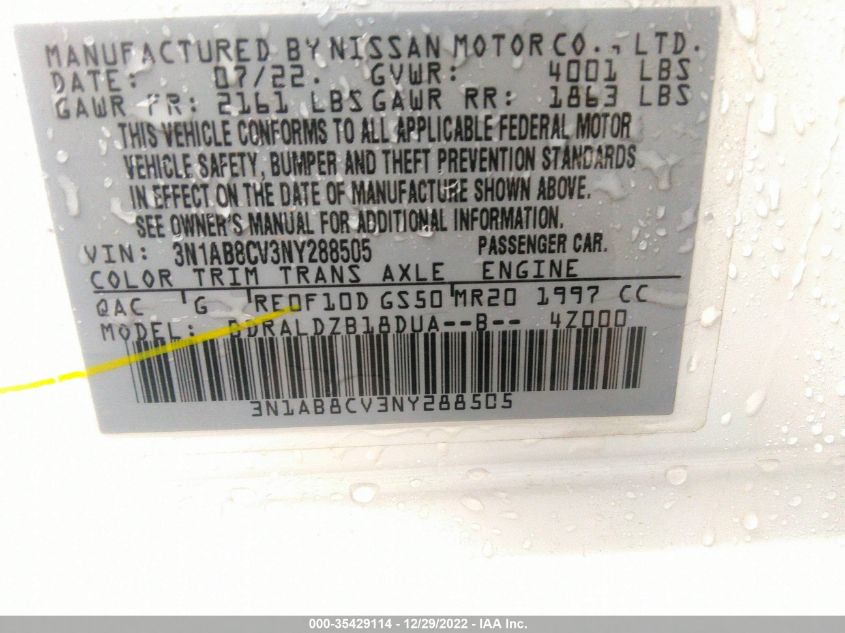 MANUFACTURED BY NISSAN MOTOR CO., LTD.
DATE: 07/22. GVWR: 4001 LBS
GAWR FR: 2161 LBS GAWR RR: 1863 LBS
THIS VEHICLE CONFORMS TO ALL APPLICABLE FEDERAL MOTOR
VEHICLE SAFETY, BUMPER AND THEFT PREVENTION STANDARDS
IN EFFECT ON THE DATE OF MANUFACTURE SHOWN ABOVE.
SEE OWNER'S MANUAL FOR ADDITIONAL INFORMATION.
VIN: 3N1AB8CV3NY288505 PASSENGER CAR.
COLOR TRIM TRANS AXLE ENGINE
QAC G RE0F10D GS50 MR20 1997 CC
MODEL: 4Z000
3N1AB8CV3NY288505
000-35429114 - 12/29/2022 - IAA Inc.